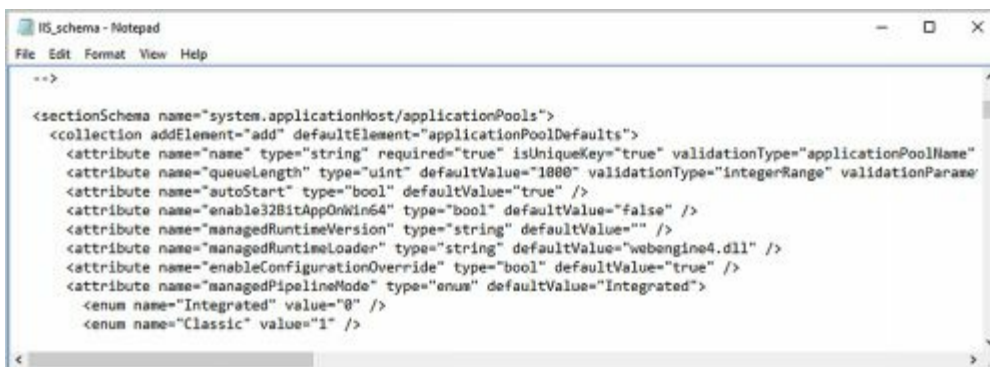 IIS_schema - Notepad
File Edit Format View Help
-->
<sectionSchema name="system.applicationHost/applicationPools">
<collection addElement="add" defaultElement="applicationPoolDefaults">
<attribute name="name" type="string" required="true" isUniqueKey="true" validationType="applicationPoolName"
<attribute name="queueLength" type="uint" defaultValue="1000" validationType="integerRange" validationParame
<attribute name="autoStart" type="bool" defaultValue="true" />
<attribute name="enable32BitAppOnWin64" type="bool" defaultValue="false" />
<attribute name="managedRuntimeVersion" type="string" defaultValue="" />
<attribute name="managedRuntimeLoader" type="string" defaultValue="webengine4.dll" />
<attribute name="enableConfigurationOverride" type="bool" defaultValue="true" />
<attribute name="managedPipelineMode" type="enum" defaultValue="Integrated">
<enum name="Integrated" value="0" />
<enum name="Classic" value="1" />